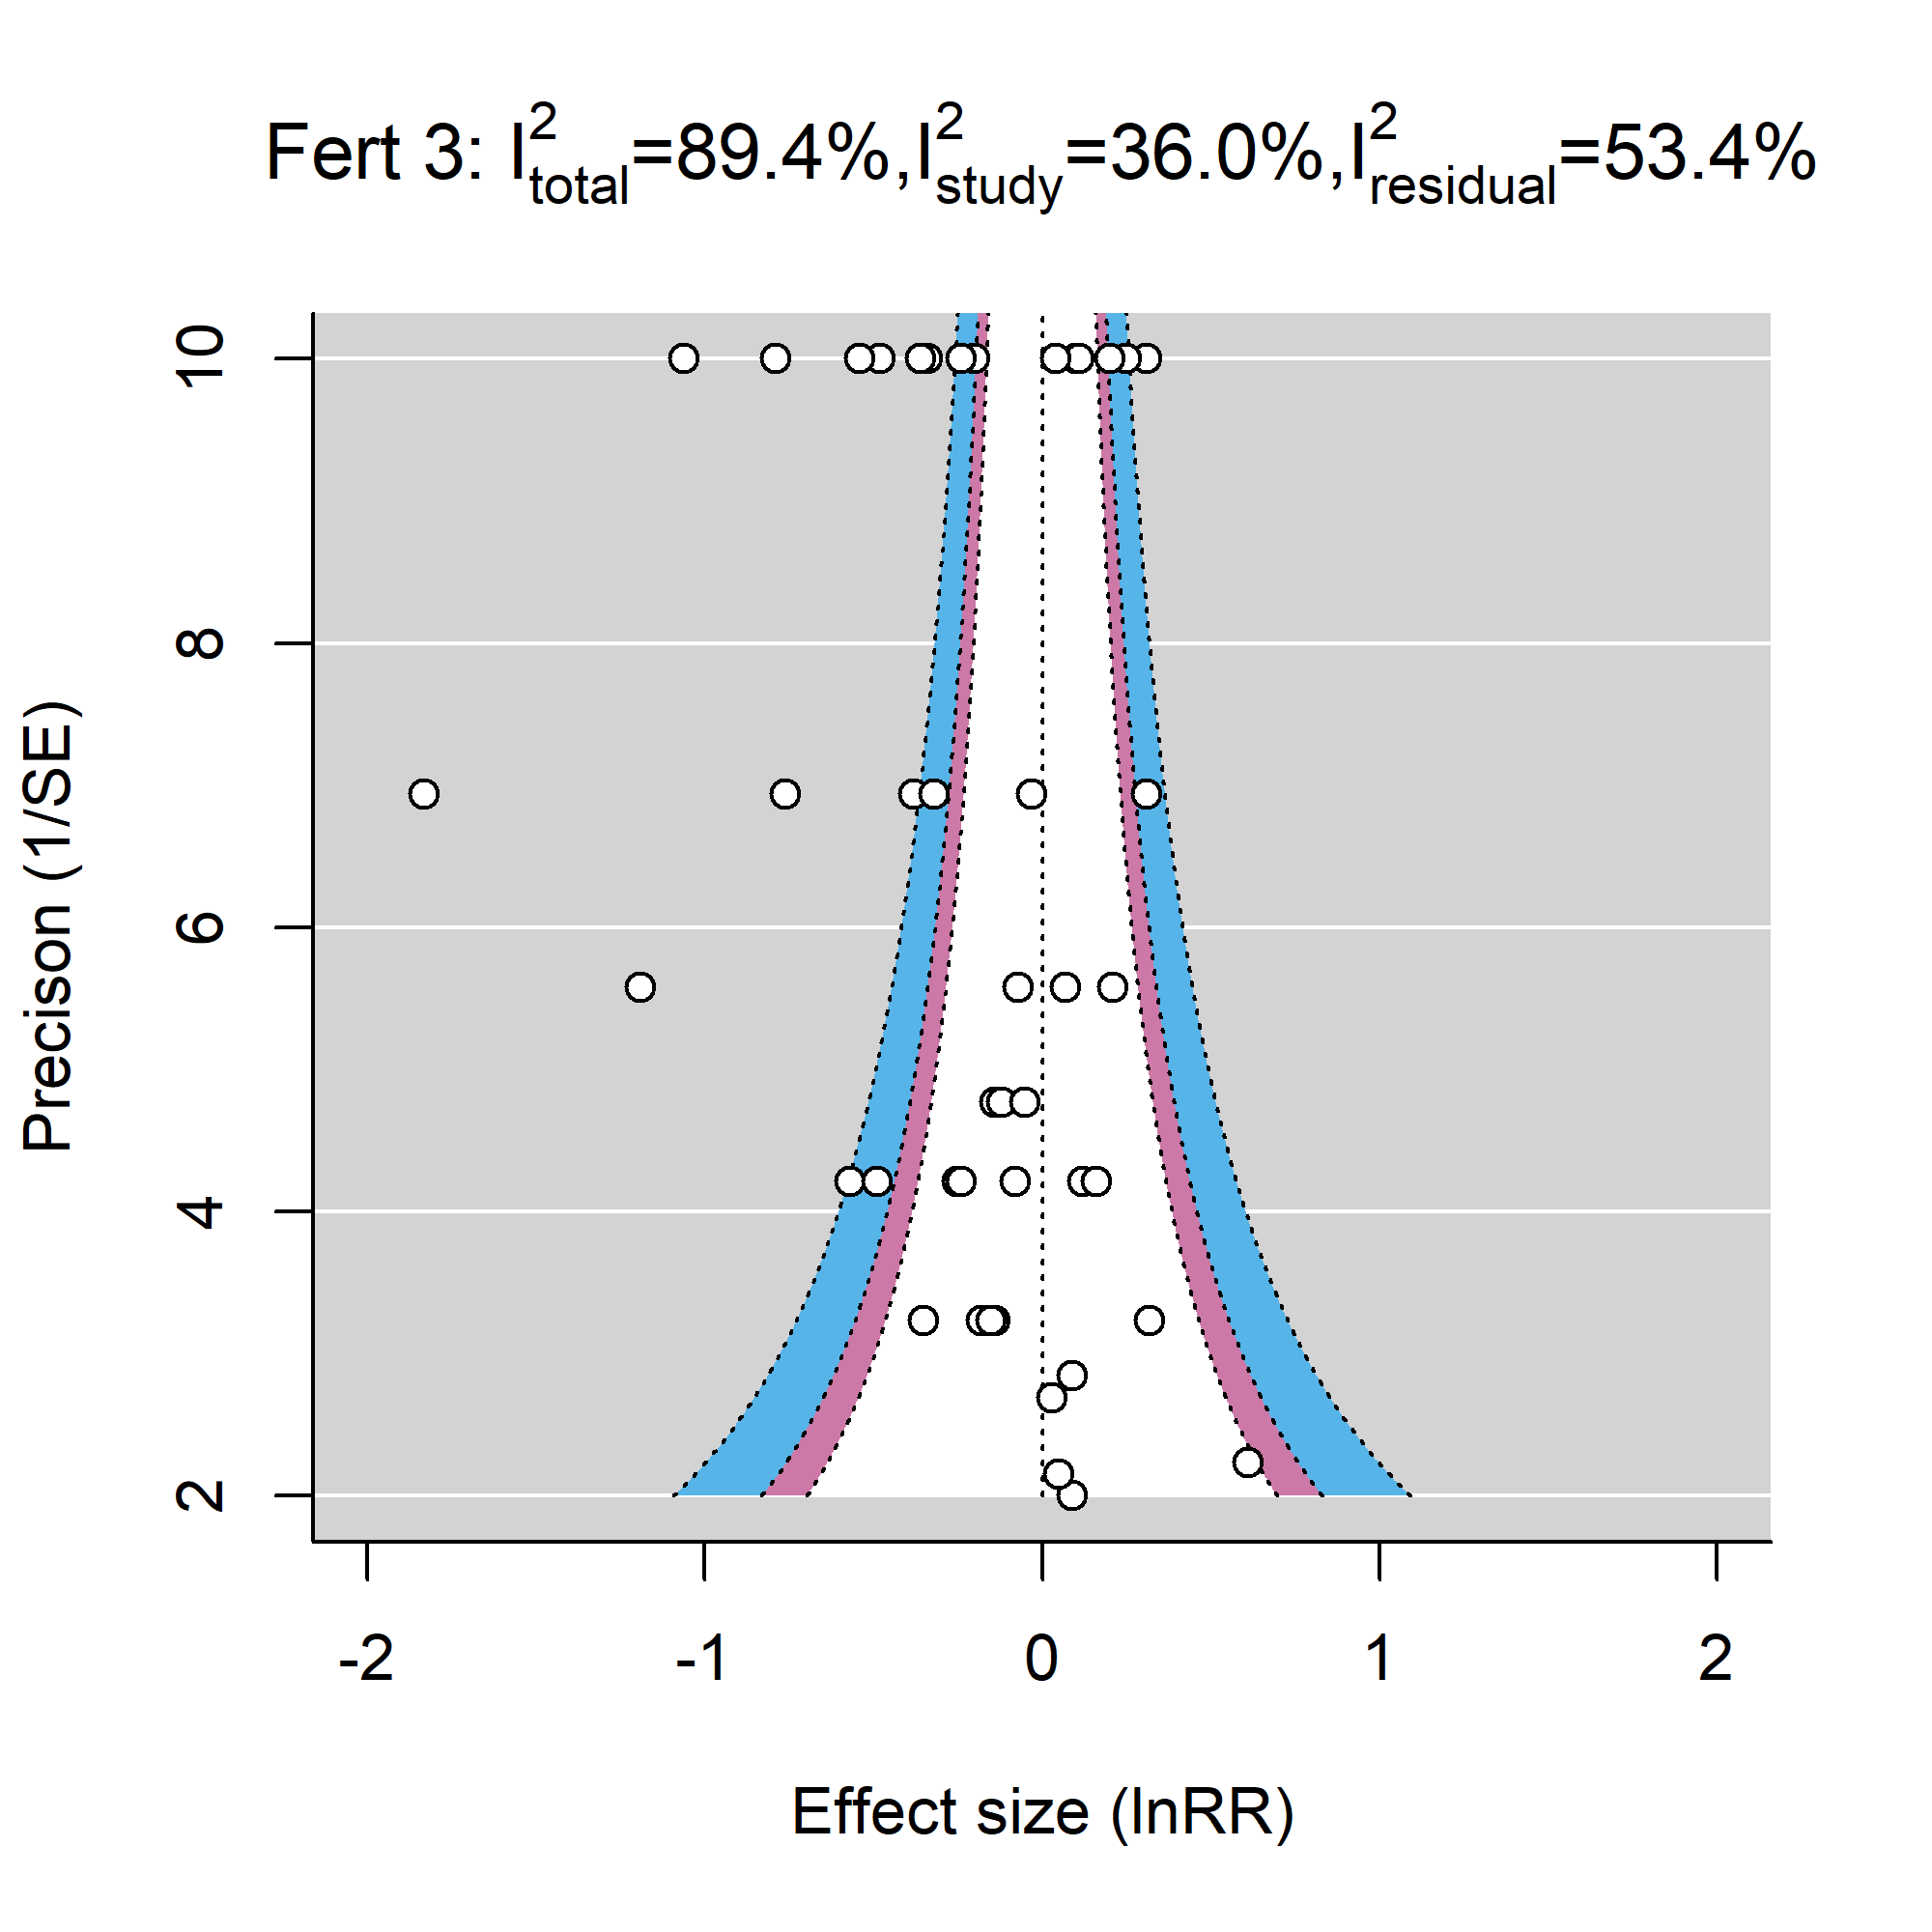 Fert 3: I²total=89.4%,I²study=36.0%,I²residual=53.4%
Precison (1/SE)
10
8
6
4
2
-2 -1 0 1 2
Effect size (lnRR)